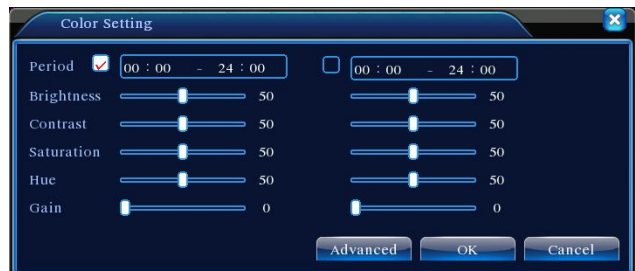 Color Setting
Period 00 : 00 - 24 : 00 00 : 00 - 24 : 00
Brightness 50 50
Contrast 50 50
Saturation 50 50
Hue 50 50
Gain 0 0
Advanced OK Cancel